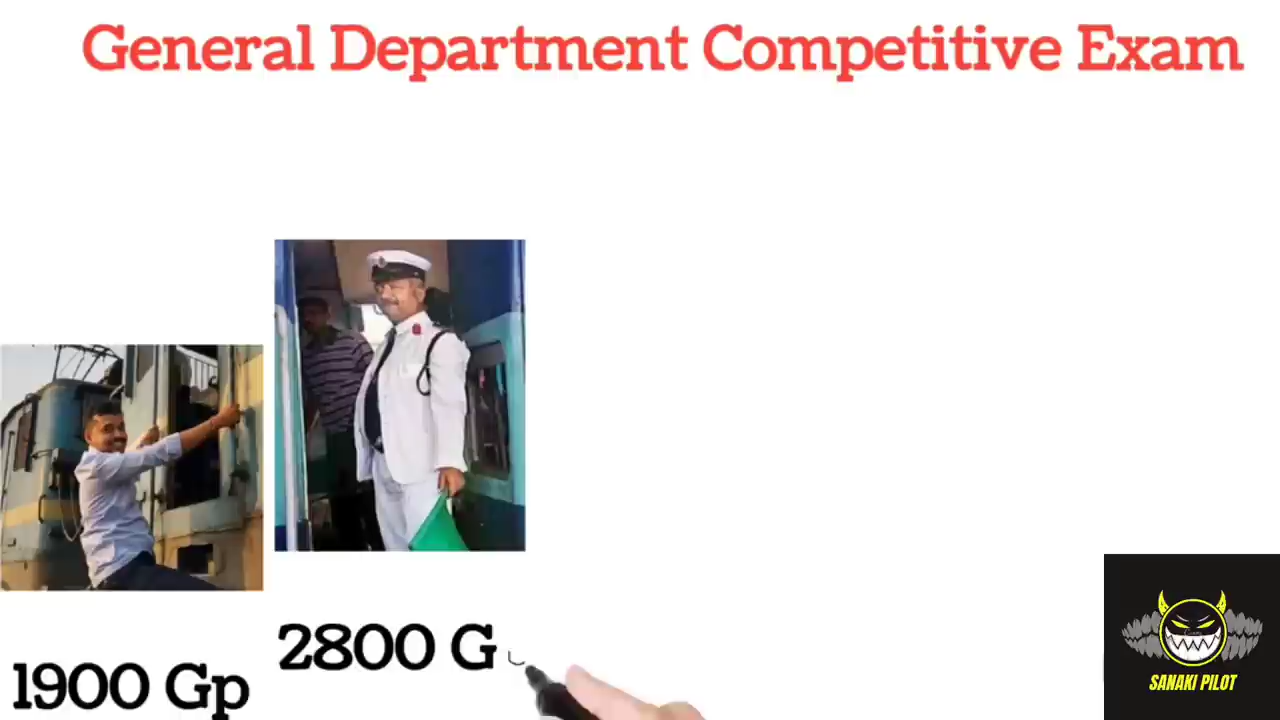 General Department Competitive Exam
2800 G
1900 Gp
SANAKI PILOT